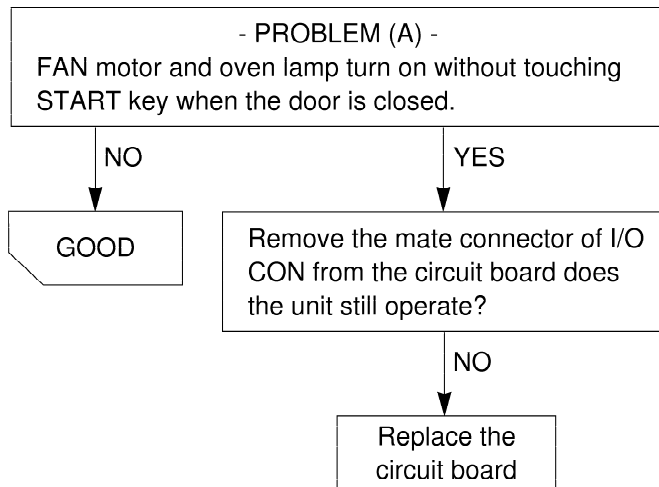 - PROBLEM (A) -
FAN motor and oven lamp turn on without touching
START key when the door is closed.
NO
YES
GOOD
Remove the mate connector of I/O
CON from the circuit board does
the unit still operate?
NO
Replace the
circuit board